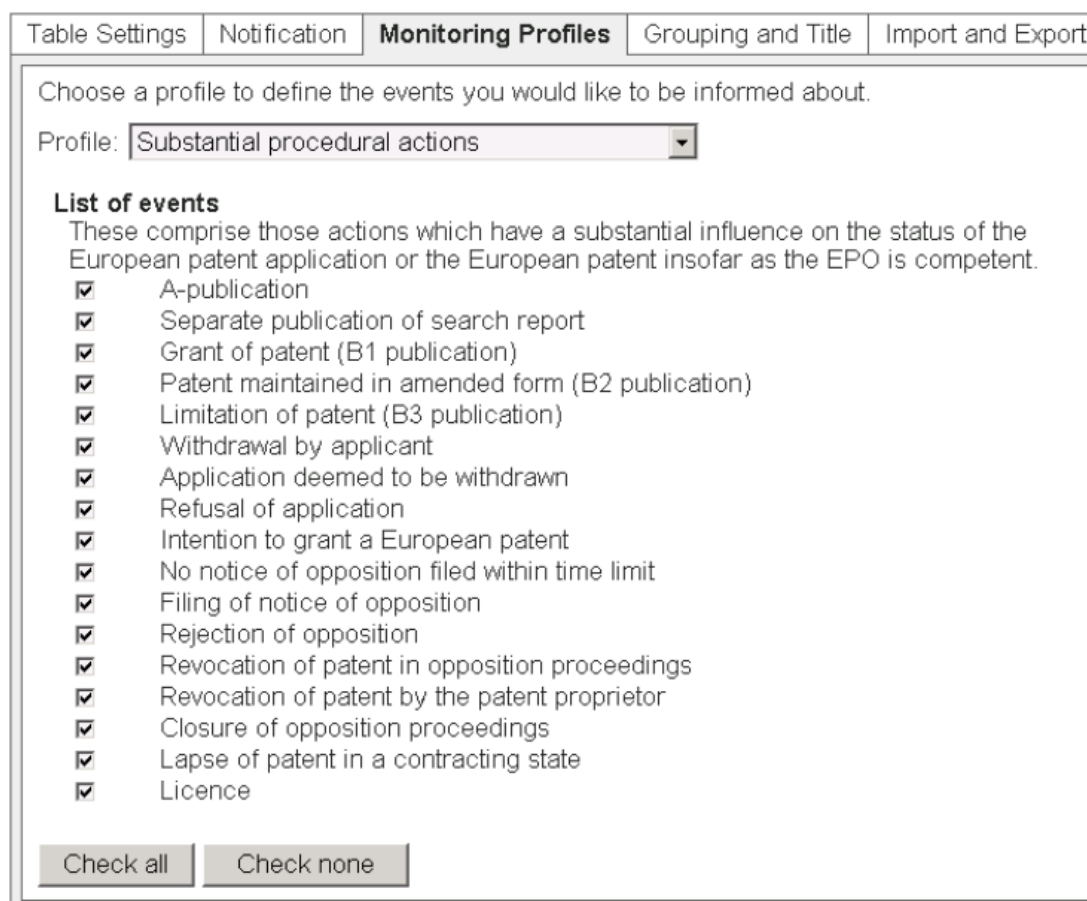 Table Settings Notification Monitoring Profiles Grouping and Title Import and Export
Choose a profile to define the events you would like to be informed about.
Profile: Substantial procedural actions
List of events
These comprise those actions which have a substantial influence on the status of the
European patent application or the European patent insofar as the EPO is competent.
A-publication
Separate publication of search report
Grant of patent (B1 publication)
Patent maintained in amended form (B2 publication)
Limitation of patent (B3 publication)
Withdrawal by applicant
Application deemed to be withdrawn
Refusal of application
Intention to grant a European patent
No notice of opposition filed within time limit
Filing of notice of opposition
Rejection of opposition
Revocation of patent in opposition proceedings
Revocation of patent by the patent proprietor
Closure of opposition proceedings
Lapse of patent in a contracting state
Licence
Check all Check none